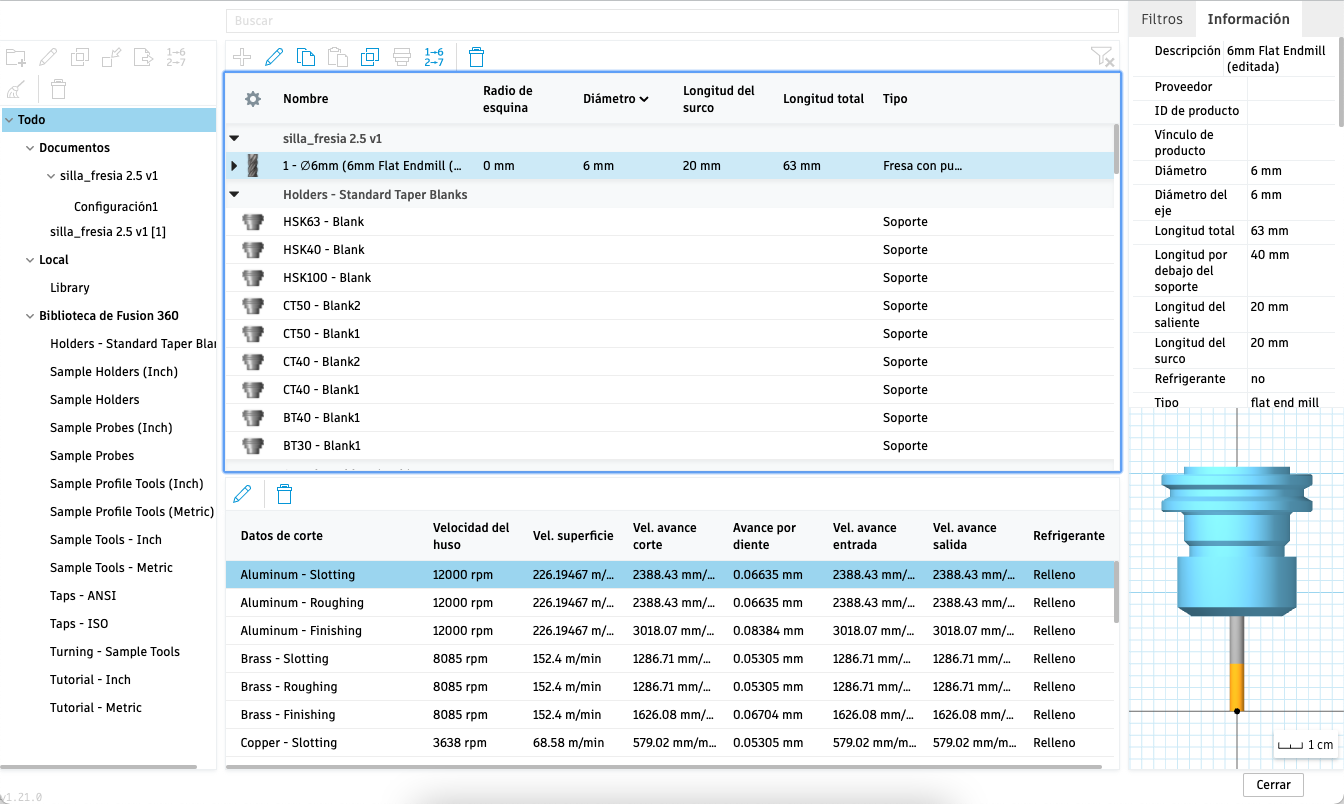 Buscar
Filtros
Información
1→6
2→7
1→6
2→7
Todo
Documentos
silla_fresia 2.5 v1
Configuración1
silla_fresia 2.5 v1 [1]
Local
Library
Biblioteca de Fusion 360
Holders - Standard Taper Blan
Sample Holders (Inch)
Sample Holders
Sample Probes (Inch)
Sample Probes
Sample Profile Tools (Inch)
Sample Profile Tools (Metric)
Sample Tools - Inch
Sample Tools - Metric
Taps - ANSI
Taps - ISO
Turning - Sample Tools
Tutorial - Inch
Tutorial - Metric
Nombre Radio de esquina Diámetro Longitud del surco Longitud total Tipo
silla_fresia 2.5 v1
1 - ∅6mm (6mm Flat Endmill (... 0 mm 6 mm 20 mm 63 mm Fresa con pu...
Holders - Standard Taper Blanks
HSK63 - Blank Soporte
HSK40 - Blank Soporte
HSK100 - Blank Soporte
CT50 - Blank2 Soporte
CT50 - Blank1 Soporte
CT40 - Blank2 Soporte
CT40 - Blank1 Soporte
BT40 - Blank1 Soporte
BT30 - Blank1 Soporte
Datos de corte Velocidad del huso Vel. superficie Vel. avance corte Avance por diente Vel. avance entrada Vel. avance salida Refrigerante
Aluminum - Slotting 12000 rpm 226.19467 m/... 2388.43 mm/... 0.06635 mm 2388.43 mm/... 2388.43 mm/... Relleno
Aluminum - Roughing 12000 rpm 226.19467 m/... 2388.43 mm/... 0.06635 mm 2388.43 mm/... 2388.43 mm/... Relleno
Aluminum - Finishing 12000 rpm 226.19467 m/... 3018.07 mm/... 0.08384 mm 3018.07 mm/... 3018.07 mm/... Relleno
Brass - Slotting 8085 rpm 152.4 m/min 1286.71 mm/... 0.05305 mm 1286.71 mm/... 1286.71 mm/... Relleno
Brass - Roughing 8085 rpm 152.4 m/min 1286.71 mm/... 0.05305 mm 1286.71 mm/... 1286.71 mm/... Relleno
Brass - Finishing 8085 rpm 152.4 m/min 1626.08 mm/... 0.06704 mm 1626.08 mm/... 1626.08 mm/... Relleno
Copper - Slotting 3638 rpm 68.58 m/min 579.02 mm/m... 0.05305 mm 579.02 mm/m... 579.02 mm/m... Relleno
Descripción 6mm Flat Endmill
(editada)
Proveedor
ID de producto
Vínculo de
producto
Diámetro 6 mm
Diámetro del 6 mm
eje
Longitud total 63 mm
Longitud por 40 mm
debajo del
soporte
Longitud del 20 mm
saliente
Longitud del 20 mm
surco
Refrigerante no
Tipo flat end mill
1 cm
Cerrar
v1.21.0